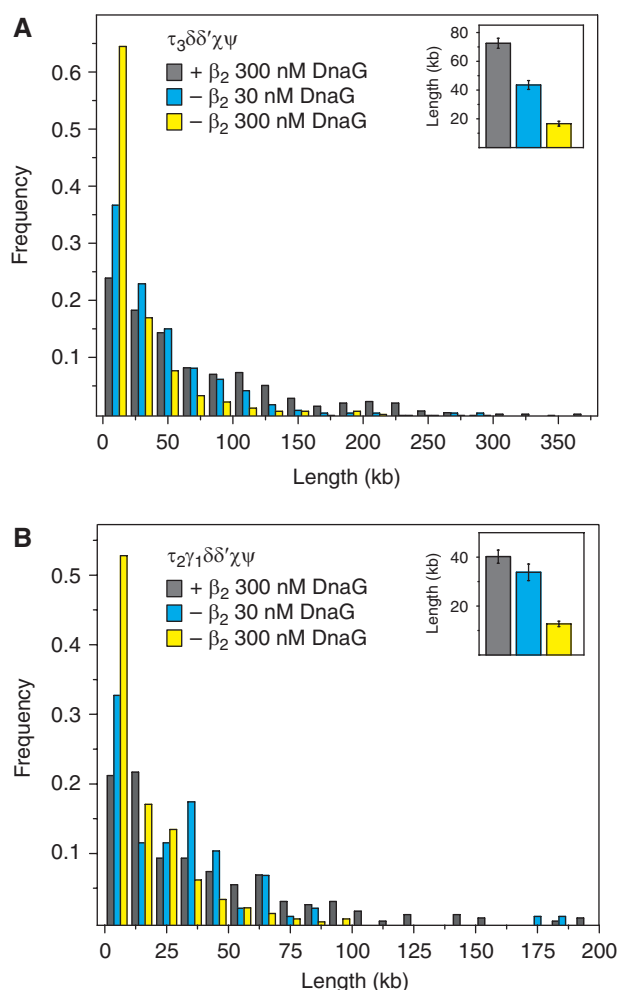 A
τ₃δδ′χψ
+ β₂ 300 nM DnaG
– β₂ 30 nM DnaG
– β₂ 300 nM DnaG
Frequency
0.6
0.5
0.4
0.3
0.2
0.1
0 50 100 150 200 250 300 350
Length (kb)
Length (kb)
80
60
40
20
B
τ₂γ₁δδ′χψ
+ β₂ 300 nM DnaG
– β₂ 30 nM DnaG
– β₂ 300 nM DnaG
Frequency
0.5
0.4
0.3
0.2
0.1
0 25 50 75 100 125 150 175 200
Length (kb)
Length (kb)
40
20